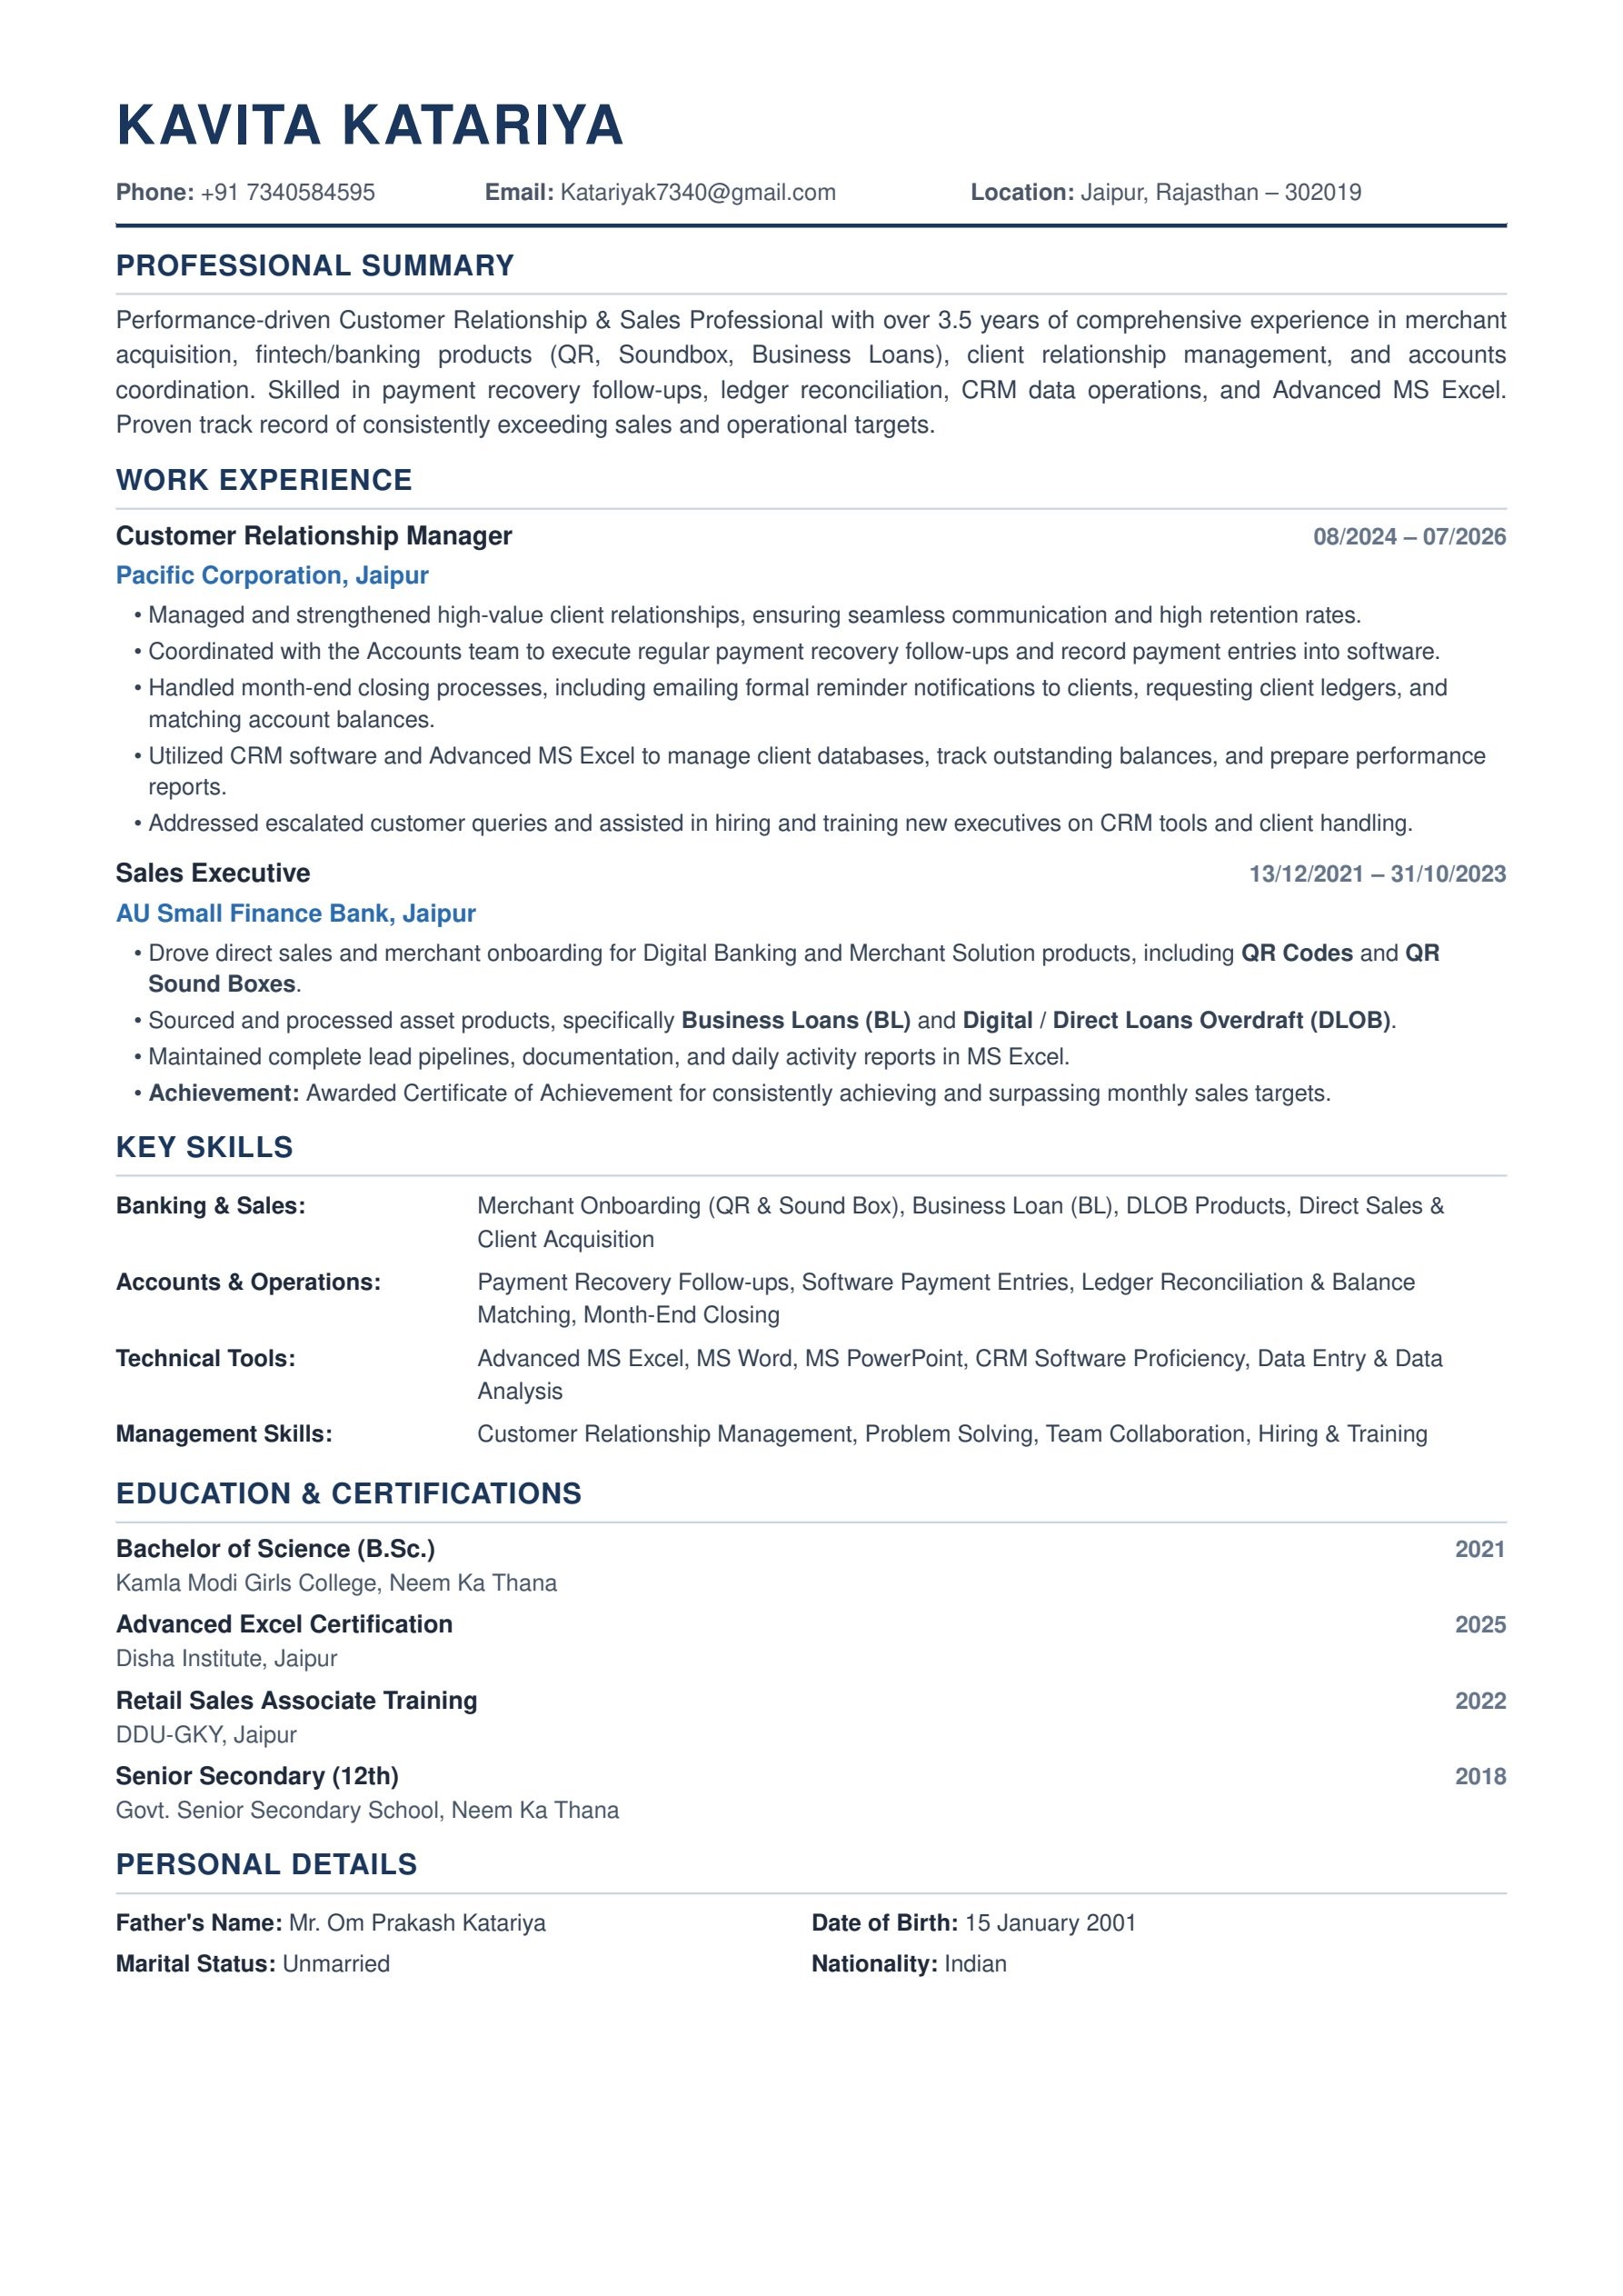 KAVITA KATARIYA
Phone: +91 7340584595 Email: Katariyak7340@gmail.com Location: Jaipur, Rajasthan – 302019
PROFESSIONAL SUMMARY
Performance-driven Customer Relationship & Sales Professional with over 3.5 years of comprehensive experience in merchant
acquisition, fintech/banking products (QR, Soundbox, Business Loans), client relationship management, and accounts
coordination. Skilled in payment recovery follow-ups, ledger reconciliation, CRM data operations, and Advanced MS Excel.
Proven track record of consistently exceeding sales and operational targets.
WORK EXPERIENCE
Customer Relationship Manager 08/2024 – 07/2026
Pacific Corporation, Jaipur
• Managed and strengthened high-value client relationships, ensuring seamless communication and high retention rates.
• Coordinated with the Accounts team to execute regular payment recovery follow-ups and record payment entries into software.
• Handled month-end closing processes, including emailing formal reminder notifications to clients, requesting client ledgers, and
matching account balances.
• Utilized CRM software and Advanced MS Excel to manage client databases, track outstanding balances, and prepare performance
reports.
• Addressed escalated customer queries and assisted in hiring and training new executives on CRM tools and client handling.
Sales Executive 13/12/2021 – 31/10/2023
AU Small Finance Bank, Jaipur
• Drove direct sales and merchant onboarding for Digital Banking and Merchant Solution products, including QR Codes and QR
Sound Boxes.
• Sourced and processed asset products, specifically Business Loans (BL) and Digital / Direct Loans Overdraft (DLOB).
• Maintained complete lead pipelines, documentation, and daily activity reports in MS Excel.
• Achievement: Awarded Certificate of Achievement for consistently achieving and surpassing monthly sales targets.
KEY SKILLS
Banking & Sales: Merchant Onboarding (QR & Sound Box), Business Loan (BL), DLOB Products, Direct Sales &
Client Acquisition
Accounts & Operations: Payment Recovery Follow-ups, Software Payment Entries, Ledger Reconciliation & Balance
Matching, Month-End Closing
Technical Tools: Advanced MS Excel, MS Word, MS PowerPoint, CRM Software Proficiency, Data Entry & Data
Analysis
Management Skills: Customer Relationship Management, Problem Solving, Team Collaboration, Hiring & Training
EDUCATION & CERTIFICATIONS
Bachelor of Science (B.Sc.) 2021
Kamla Modi Girls College, Neem Ka Thana
Advanced Excel Certification 2025
Disha Institute, Jaipur
Retail Sales Associate Training 2022
DDU-GKY, Jaipur
Senior Secondary (12th) 2018
Govt. Senior Secondary School, Neem Ka Thana
PERSONAL DETAILS
Father's Name: Mr. Om Prakash Katariya Date of Birth: 15 January 2001
Marital Status: Unmarried Nationality: Indian